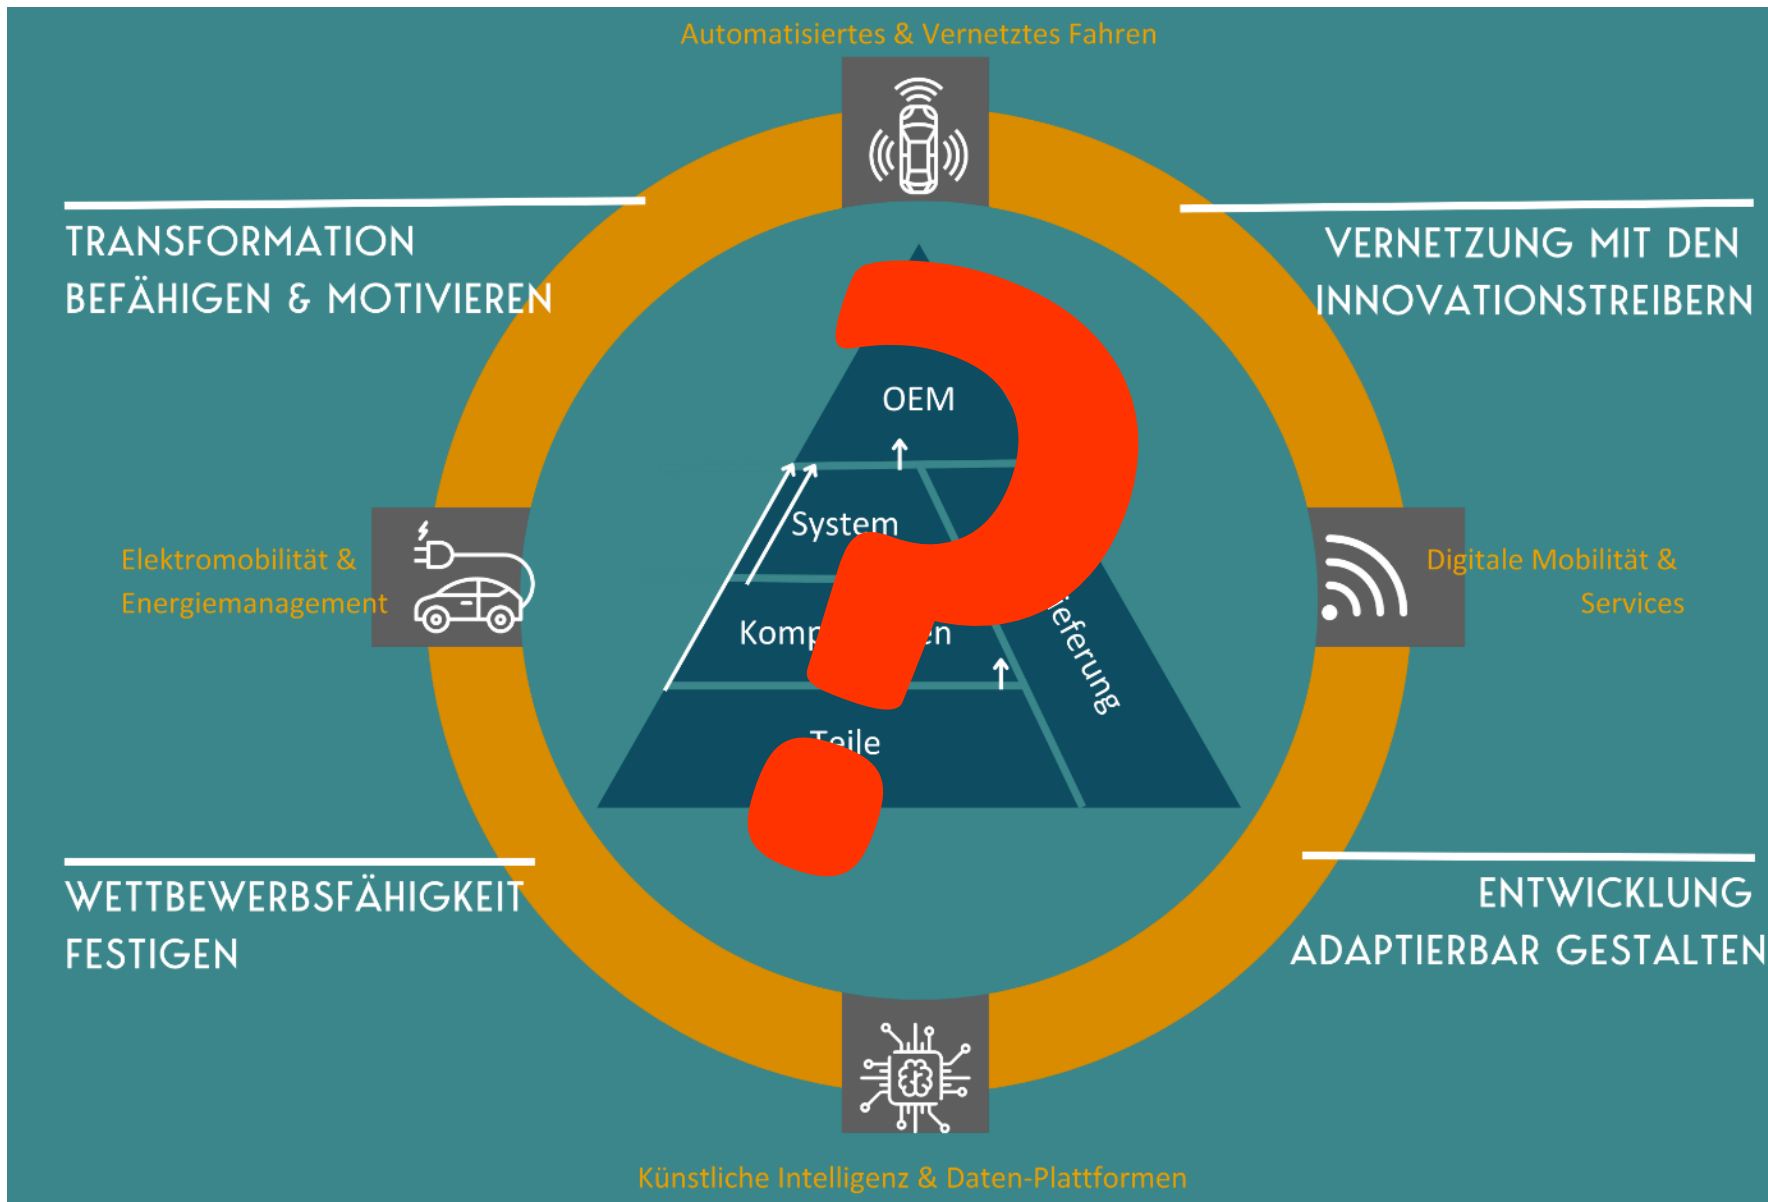 Automatisiertes & Vernetztes Fahren
TRANSFORMATION
BEFÄHIGEN & MOTIVIEREN
VERNETZUNG MIT DEN
INNOVATIONSTREIBERN
OEM
System
Elektromobilität &
Energiemanagement
Digitale Mobilität &
Services
Teile
WETTBEWERBSFÄHIGKEIT
FESTIGEN
ENTWICKLUNG
ADAPTIERBAR GESTALTEN
Künstliche Intelligenz & Daten-Plattformen